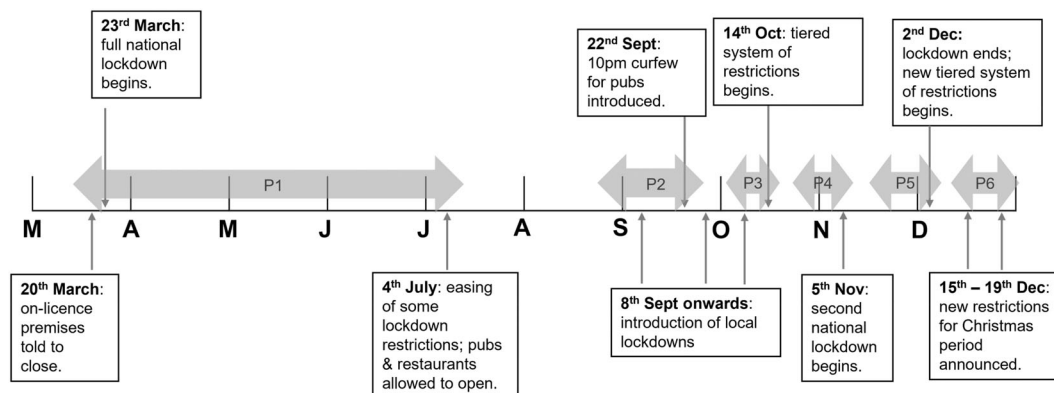 23rd March:
full national
lockdown
begins.
22nd Sept:
10pm curfew
for pubs
introduced.
14th Oct: tiered
system of
restrictions
begins.
2nd Dec:
lockdown ends;
new tiered system
of restrictions
begins.
P1
P2
P3
P4
P5
P6
M
A
M
J
J
A
S
O
N
D
20th March:
on-licence
premises
told to
close.
4th July: easing
of some
lockdown
restrictions; pubs
& restaurants
allowed to open.
8th Sept onwards:
introduction of local
lockdowns
5th Nov:
second
national
lockdown
begins.
15th – 19th Dec:
new restrictions
for Christmas
period
announced.